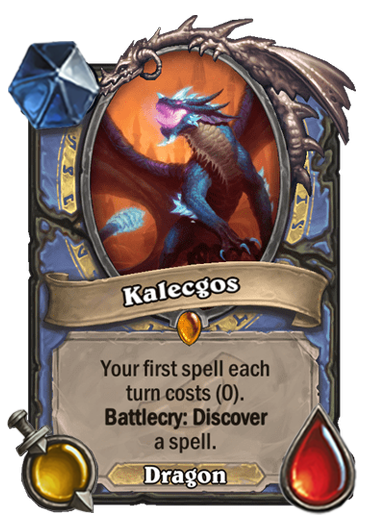 Kalecgos
Your first spell each
turn costs (0).
Battlecry: Discover
a spell.
Dragon